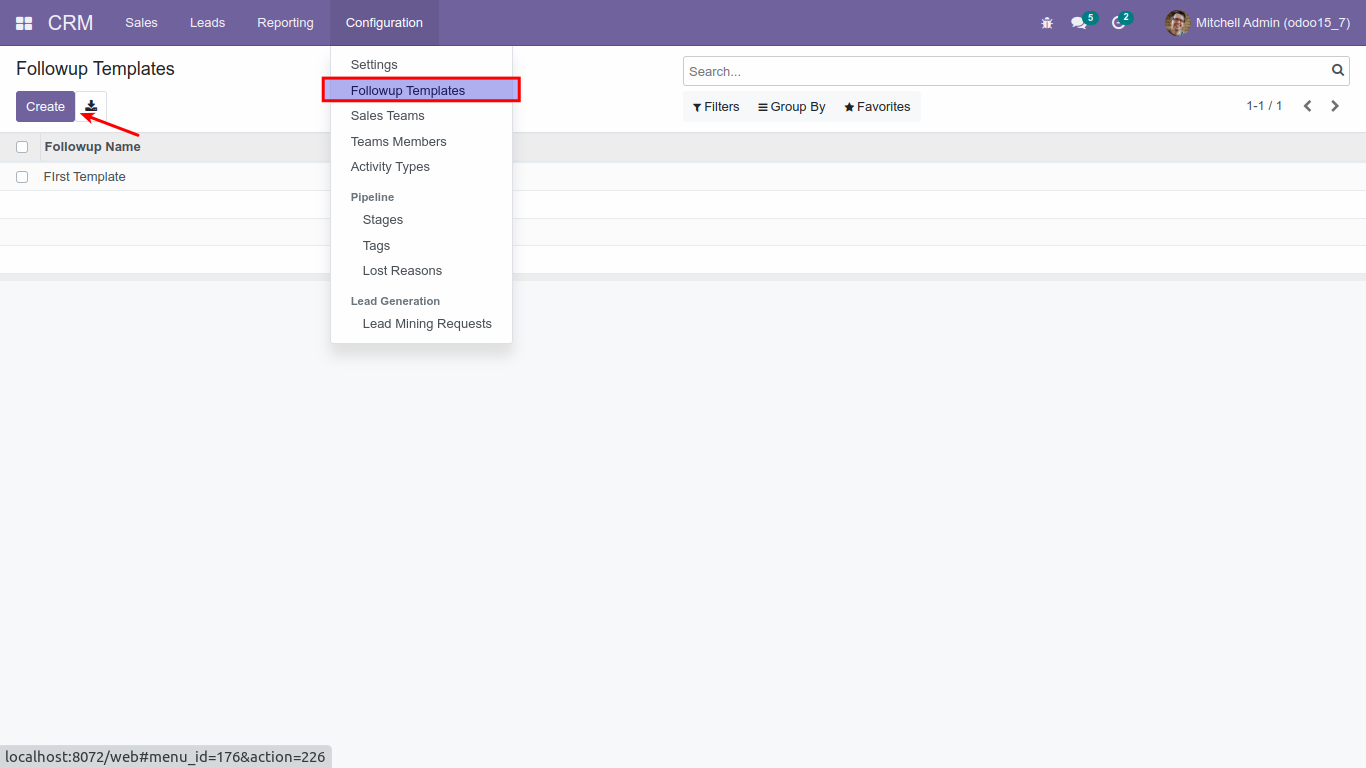 CRM Sales Leads Reporting Configuration 5 2 Mitchell Admin (odoo15_7)
Followup Templates
Search...
Create
Filters Group By Favorites 1-1 / 1
Settings
Followup Templates
Sales Teams
Teams Members
Activity Types
Pipeline
Stages
Tags
Lost Reasons
Lead Generation
Lead Mining Requests
Followup Name
FIrst Template
localhost:8072/web#menu_id=176&action=226